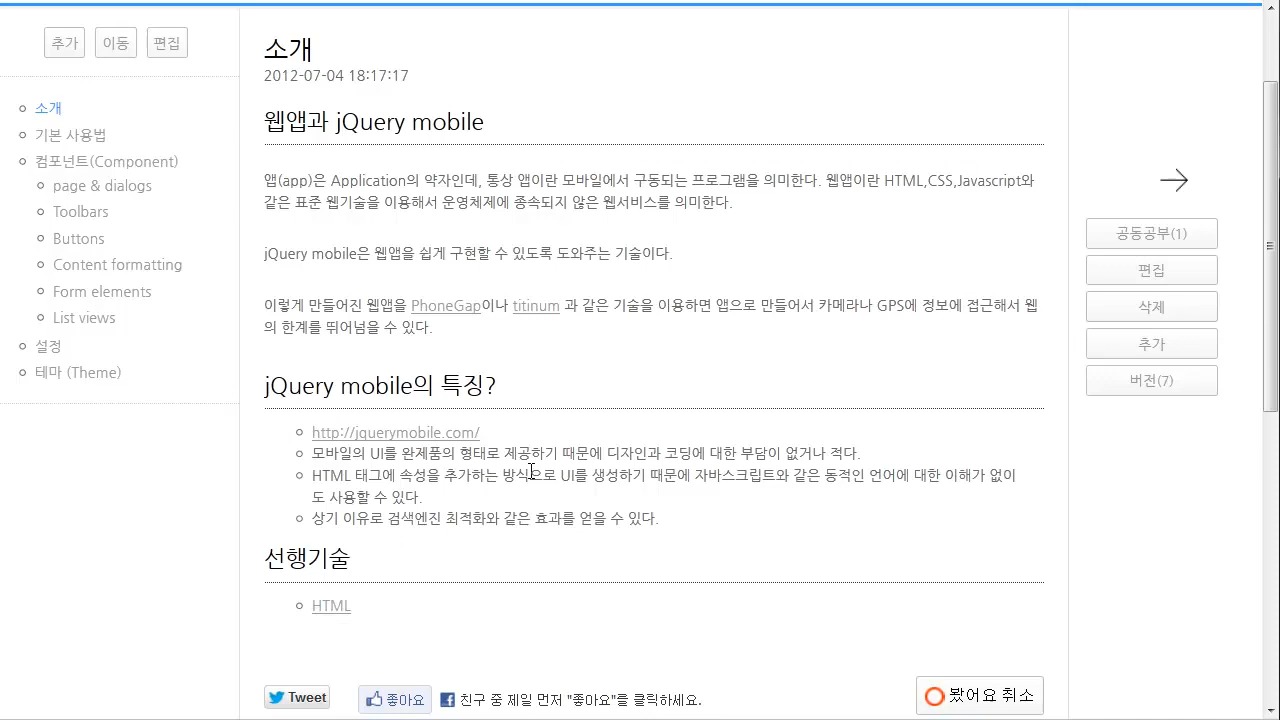 추가 이동 편집
소개
기본 사용법
컴포넌트(Component)
page & dialogs
Toolbars
Buttons
Content formatting
Form elements
List views
설정
테마 (Theme)
소개
2012-07-04 18:17:17
웹앱과 jQuery mobile
앱(app)은 Application의 약자인데, 통상 앱이란 모바일에서 구동되는 프로그램을 의미한다. 웹앱이란 HTML,CSS,Javascript와
같은 표준 웹기술을 이용해서 운영체제에 종속되지 않은 웹서비스를 의미한다.
jQuery mobile은 웹앱을 쉽게 구현할 수 있도록 도와주는 기술이다.
이렇게 만들어진 웹앱을 PhoneGap이나 titinum 과 같은 기술을 이용하면 앱으로 만들어서 카메라나 GPS에 정보에 접근해서 웹
의 한계를 뛰어넘을 수 있다.
jQuery mobile의 특징?
http://jquerymobile.com/
모바일의 UI를 완제품의 형태로 제공하기 때문에 디자인과 코딩에 대한 부담이 없거나 적다.
HTML 태그에 속성을 추가하는 방식으로 UI를 생성하기 때문에 자바스크립트와 같은 동적인 언어에 대한 이해가 없이
도 사용할 수 있다.
상기 이유로 검색엔진 최적화와 같은 효과를 얻을 수 있다.
선행기술
HTML
Tweet 좋아요 친구 중 제일 먼저 "좋아요"를 클릭하세요. 봤어요 취소
공동공부(1)
편집
삭제
추가
버전(7)